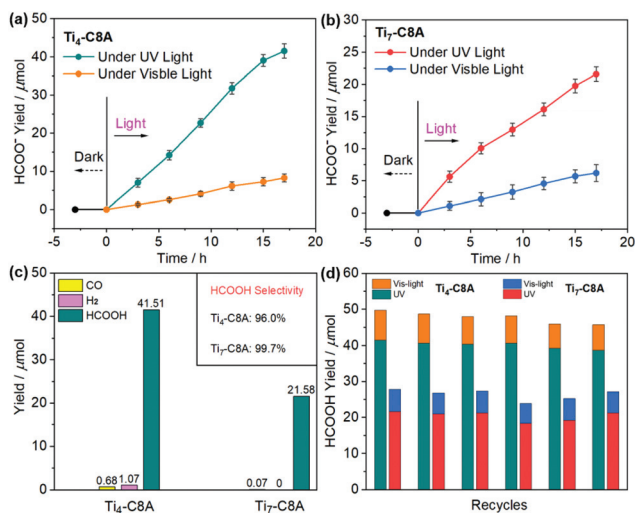 (a)
Ti4-C8A
Under UV Light
Under Visble Light
Light
Dark
HCOO⁻ Yield / μmol
50
40
30
20
10
0
-5 0 5 10 15 20
Time / h
(b)
Ti7-C8A
Under UV Light
Under Visble Light
Light
Dark
HCOO⁻ Yield / μmol
30
25
20
15
10
5
0
-5
-5 0 5 10 15 20
Time / h
(c)
CO
H2
HCOOH
41.51
HCOOH Selectivity
Ti4-C8A: 96.0%
Ti7-C8A: 99.7%
21.58
0.68 1.07
0.07 0
Yield / μmol
50
40
30
20
10
0
Ti4-C8A Ti7-C8A
(d)
Vis-light Ti4-C8A
UV
Vis-light Ti7-C8A
UV
HCOOH Yield / μmol
60
50
40
30
20
10
0
Recycles